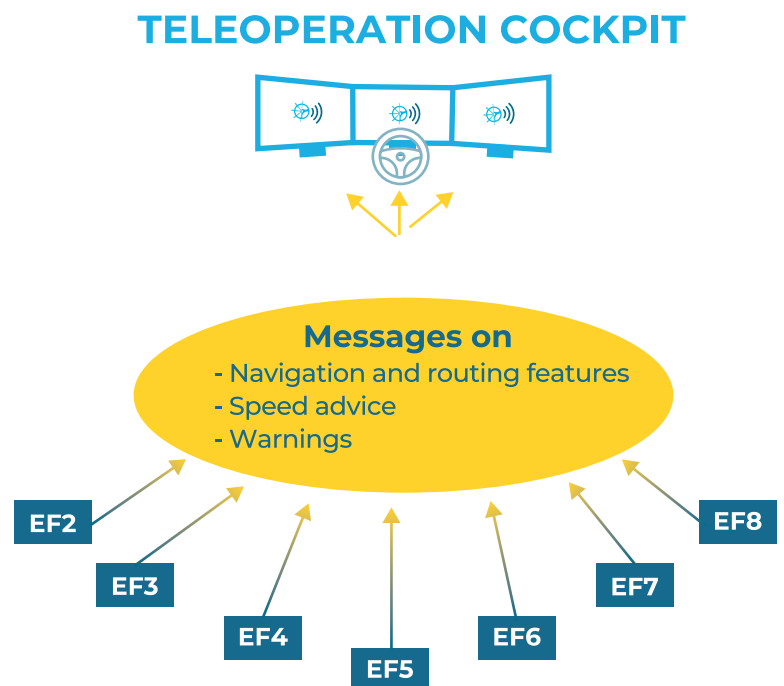 TELEOPERATION COCKPIT
Messages on
- Navigation and routing features
- Speed advice
- Warnings
EF2
EF3
EF4
EF5
EF6
EF7
EF8